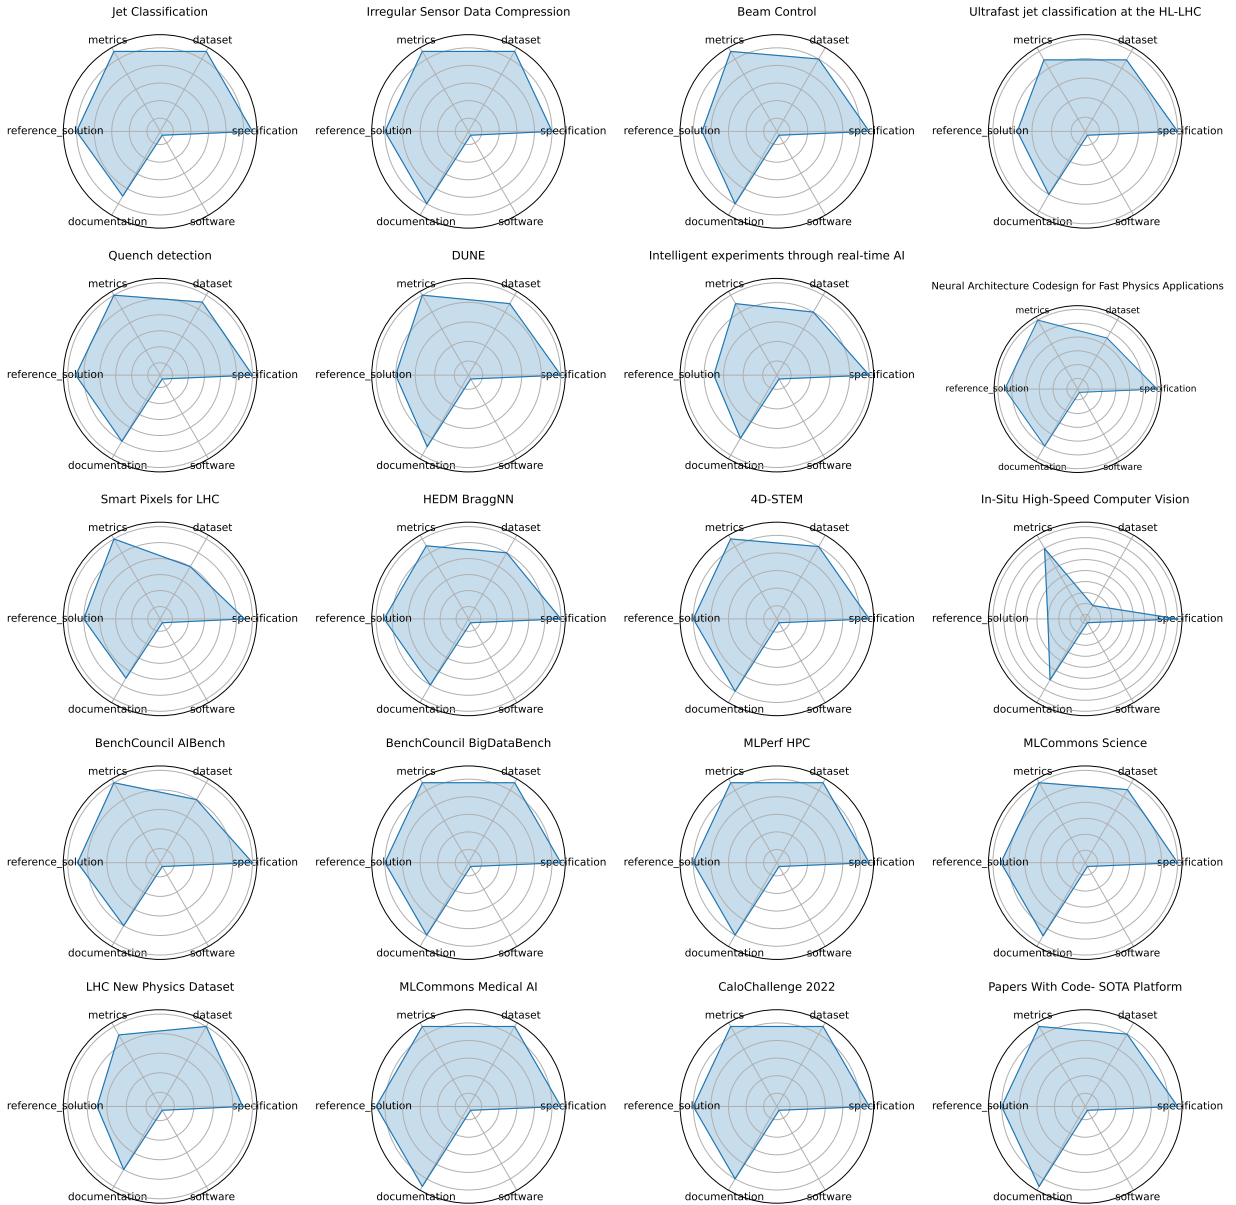 Jet Classification
metrics
dataset
reference_solution
specification
documentation
software
Irregular Sensor Data Compression
metrics
dataset
reference_solution
specification
documentation
software
Beam Control
metrics
dataset
reference_solution
specification
documentation
software
Ultrafast jet classification at the HL-LHC
metrics
dataset
reference_solution
specification
documentation
software
Quench detection
metrics
dataset
reference_solution
specification
documentation
software
DUNE
metrics
dataset
reference_solution
specification
documentation
software
Intelligent experiments through real-time AI
metrics
dataset
reference_solution
specification
documentation
software
Neural Architecture Codesign for Fast Physics Applications
metrics
dataset
reference_solution
specification
documentation
software
Smart Pixels for LHC
metrics
dataset
reference_solution
specification
documentation
software
HEDM BraggNN
metrics
dataset
reference_solution
specification
documentation
software
4D-STEM
metrics
dataset
reference_solution
specification
documentation
software
In-Situ High-Speed Computer Vision
metrics
dataset
reference_solution
specification
documentation
software
BenchCouncil AIBench
metrics
dataset
reference_solution
specification
documentation
software
BenchCouncil BigDataBench
metrics
dataset
reference_solution
specification
documentation
software
MLPerf HPC
metrics
dataset
reference_solution
specification
documentation
software
MLCommons Science
metrics
dataset
reference_solution
specification
documentation
software
LHC New Physics Dataset
metrics
dataset
reference_solution
specification
documentation
software
MLCommons Medical AI
metrics
dataset
reference_solution
specification
documentation
software
CaloChallenge 2022
metrics
dataset
reference_solution
specification
documentation
software
Papers With Code- SOTA Platform
metrics
dataset
reference_solution
specification
documentation
software